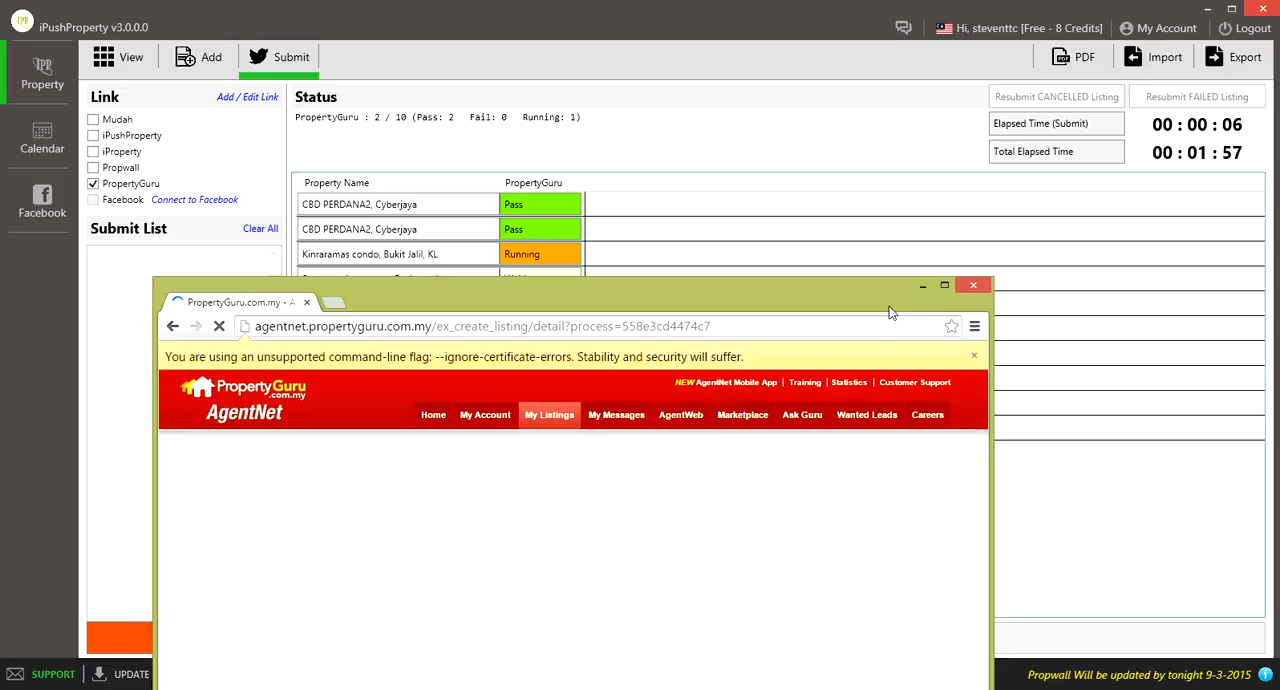 iPushProperty v3.0.0.0
Hi, steventtc [Free - 8 Credits]
My Account
Logout
Property
Calendar
Facebook
View
Add
Submit
PDF
Import
Export
Link
Add / Edit Link
Mudah
iPushProperty
iProperty
Propwall
PropertyGuru
Facebook Connect to Facebook
Submit List
Clear All
Status
PropertyGuru : 2 / 10 (Pass: 2 Fail: 0 Running: 1)
Resubmit CANCELLED Listing
Resubmit FAILED Listing
Elapsed Time (Submit)
00 : 00 : 06
Total Elapsed Time
00 : 01 : 57
Property Name PropertyGuru
CBD PERDANA2, Cyberjaya Pass
CBD PERDANA2, Cyberjaya Pass
Kinraramas condo, Bukit Jalil, KL Running
PropertyGuru.com.my - A
agentnet.propertyguru.com.my/ex_create_listing/detail?process=558e3cd4474c7
You are using an unsupported command-line flag: --ignore-certificate-errors. Stability and security will suffer.
PropertyGuru
.com.my
AgentNet
NEW AgentNet Mobile App | Training | Statistics | Customer Support
Home My Account My Listings My Messages AgentWeb Marketplace Ask Guru Wanted Leads Careers
SUPPORT
UPDATE
Propwall Will be updated by tonight 9-3-2015